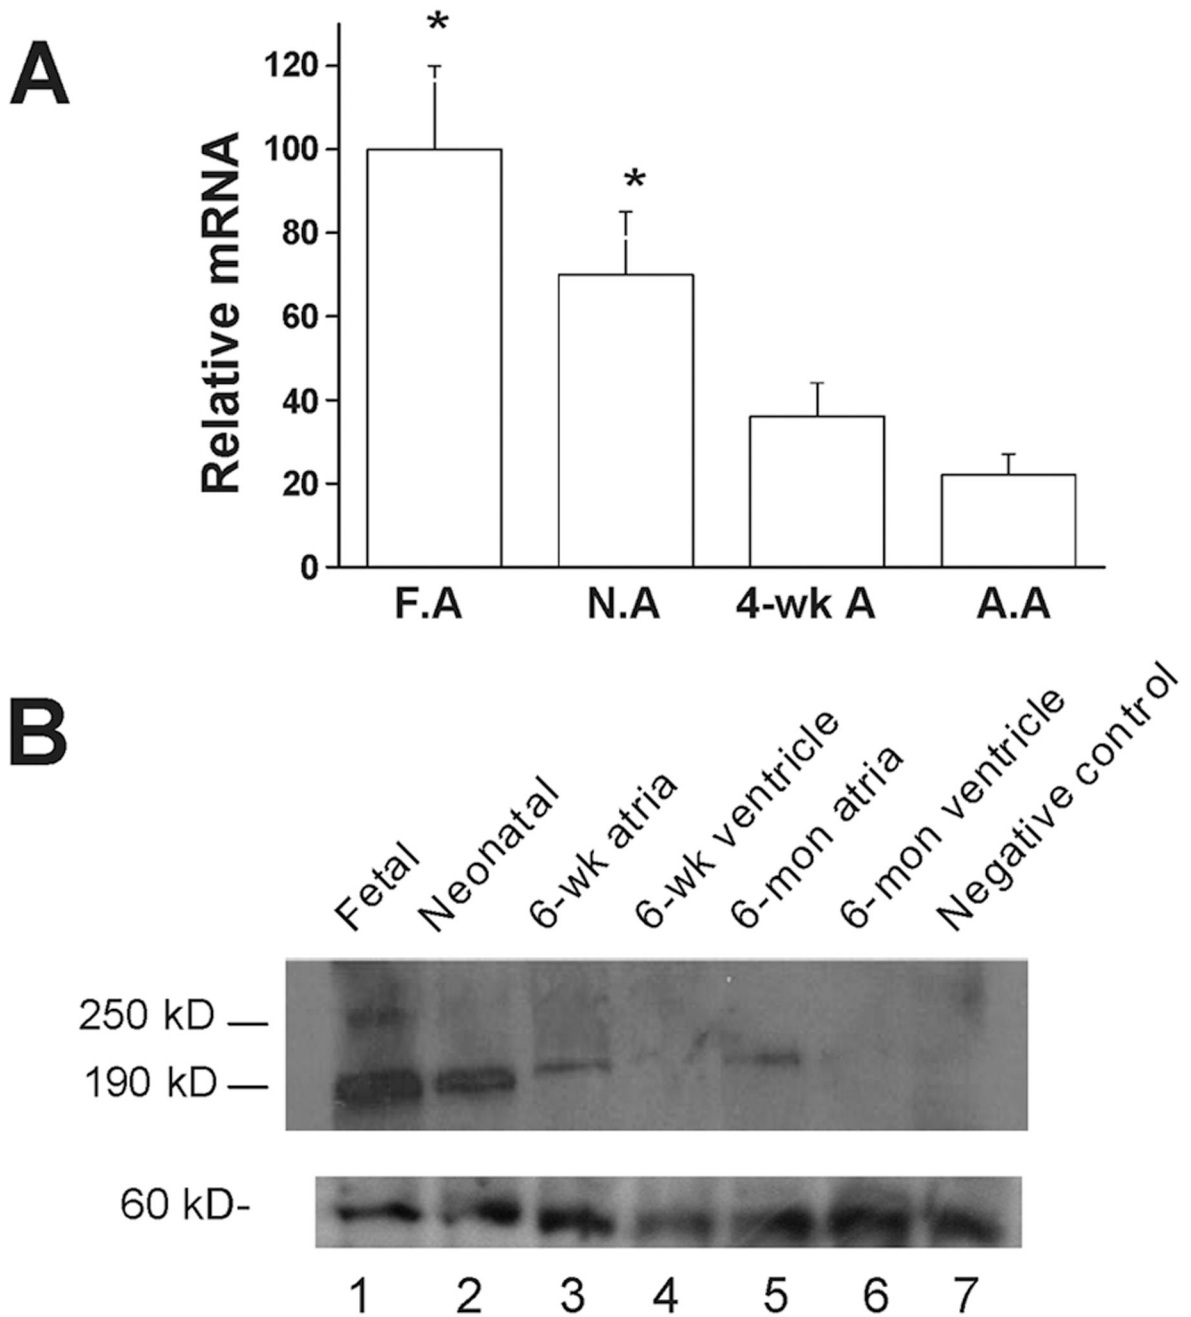 A
*
*
Relative mRNA
120
100
80
60
40
20
0
F.A
N.A
4-wk A
A.A
B
Fetal
Neonatal
6-wk atria
6-wk ventricle
6-mon atria
6-mon ventricle
Negative control
250 kD
190 kD
60 kD-
1 2 3 4 5 6 7